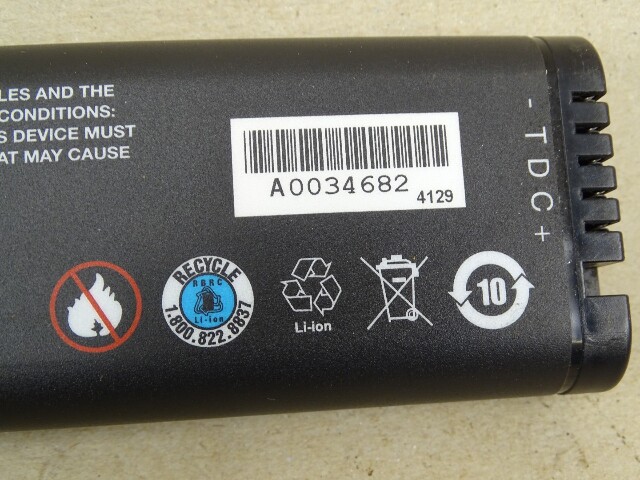 LES AND THE
CONDITIONS:
S DEVICE MUST
AT MAY CAUSE
A0034682
4129
- T D C +
RECYCLE
RBRC
Li-ion
1.800.822.8837
Li-ion
10